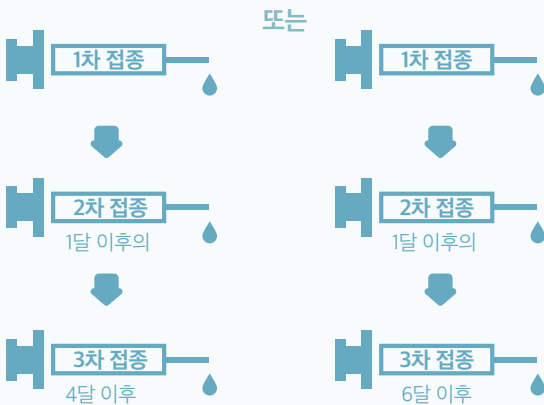 또는
1차 접종
2차 접종
1달 이후의
3차 접종
4달 이후
1차 접종
2차 접종
1달 이후의
3차 접종
6달 이후